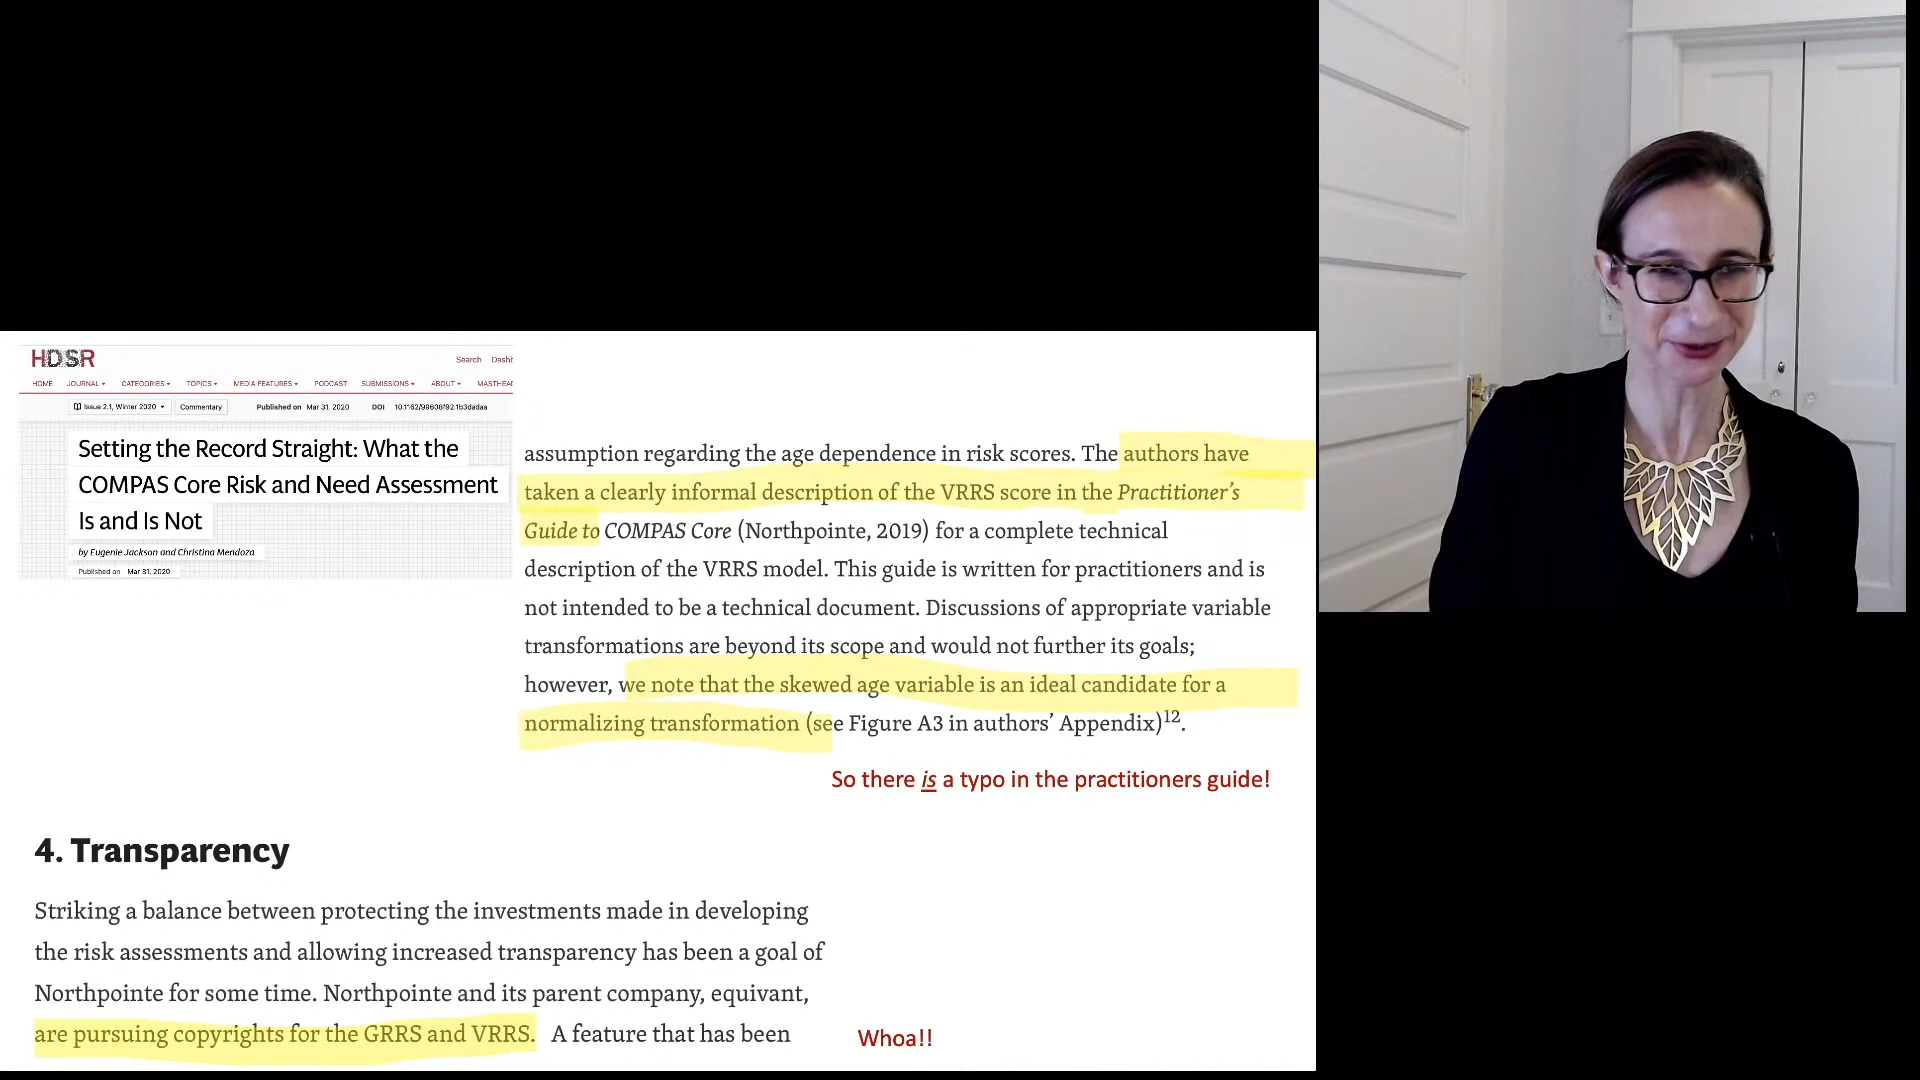 HDSR
Search Dashb
HOME JOURNAL CATEGORIES TOPICS MEDIA FEATURES PODCAST SUBMISSIONS ABOUT MASTHEAD
Issue 2.1, Winter 2020 Commentary Published on Mar 31, 2020 DOI 10.1162/99608f92.1b3dadaa
Setting the Record Straight: What the
COMPAS Core Risk and Need Assessment
Is and Is Not
by Eugenie Jackson and Christina Mendoza
Published on Mar 31, 2020
assumption regarding the age dependence in risk scores. The authors have
taken a clearly informal description of the VRRS score in the Practitioner’s
Guide to COMPAS Core (Northpointe, 2019) for a complete technical
description of the VRRS model. This guide is written for practitioners and is
not intended to be a technical document. Discussions of appropriate variable
transformations are beyond its scope and would not further its goals;
however, we note that the skewed age variable is an ideal candidate for a
normalizing transformation (see Figure A3 in authors’ Appendix)12.
So there is a typo in the practitioners guide!
4. Transparency
Striking a balance between protecting the investments made in developing
the risk assessments and allowing increased transparency has been a goal of
Northpointe for some time. Northpointe and its parent company, equivant,
are pursuing copyrights for the GRRS and VRRS. A feature that has been
Whoa!!